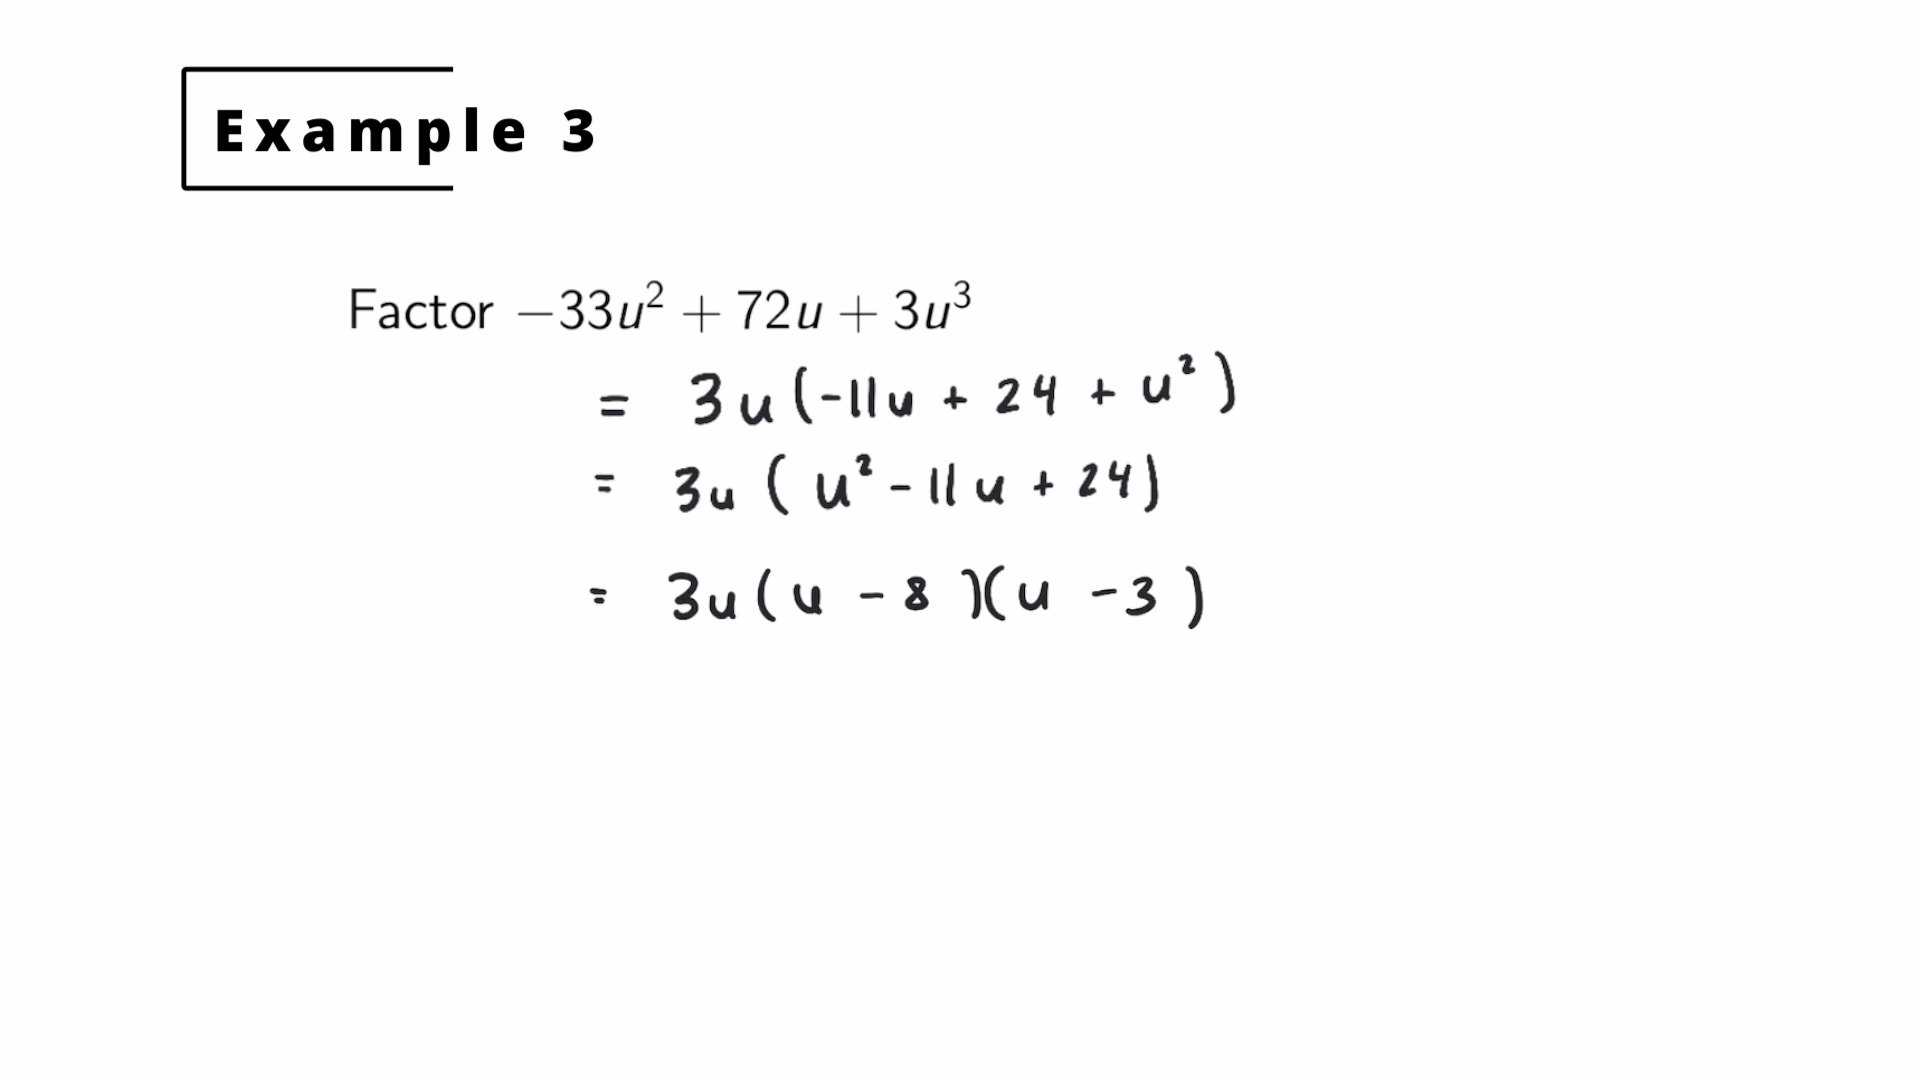 Example 3
Factor −33u² + 72u + 3u³
= 3u(-11u + 24 + u²)
= 3u(u² - 11u + 24)
= 3u(u - 8)(u - 3)